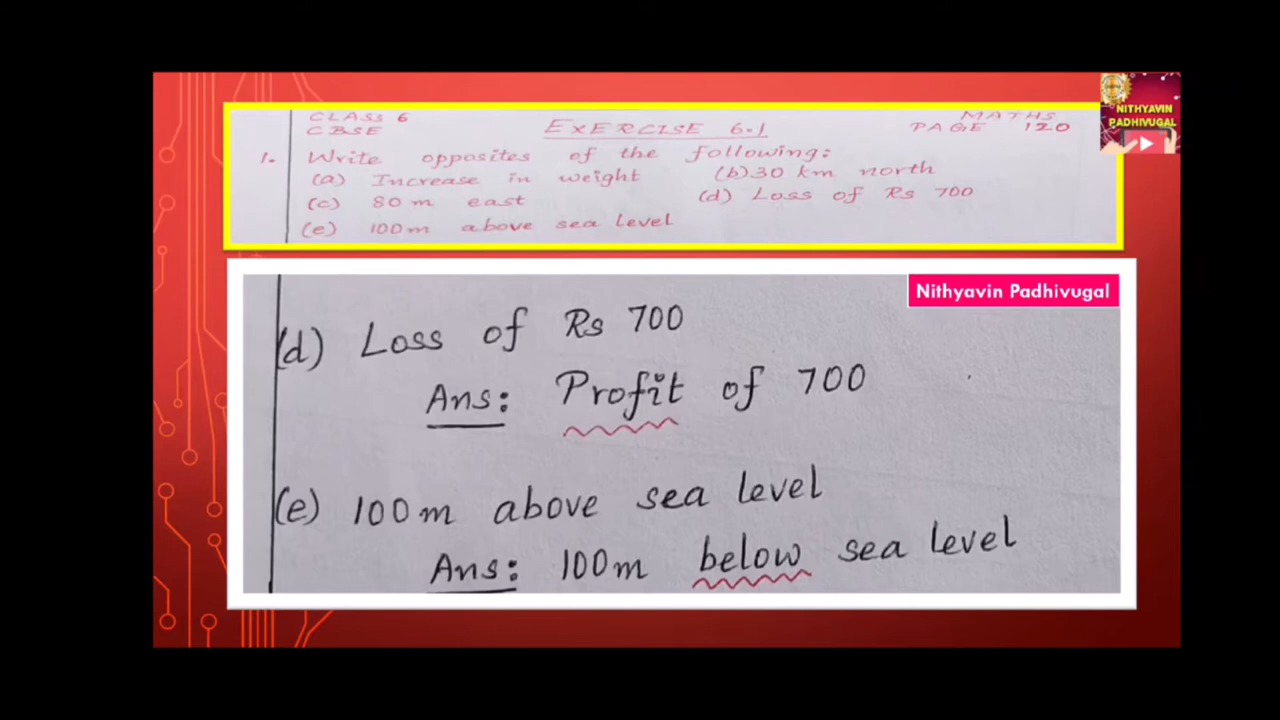 CLASS 6
CBSE
EXERCISE 6.1
MATHS
PAGE 120
NITHYAVIN
PADHIVUGAL
1. Write opposites of the following:
(a) Increase in weight (b) 30 km north
(c) 80 m east (d) Loss of Rs 700
(e) 100m above sea level
Nithyavin Padhivugal
(d) Loss of Rs 700
Ans: Profit of 700
(e) 100m above sea level
Ans: 100m below sea level